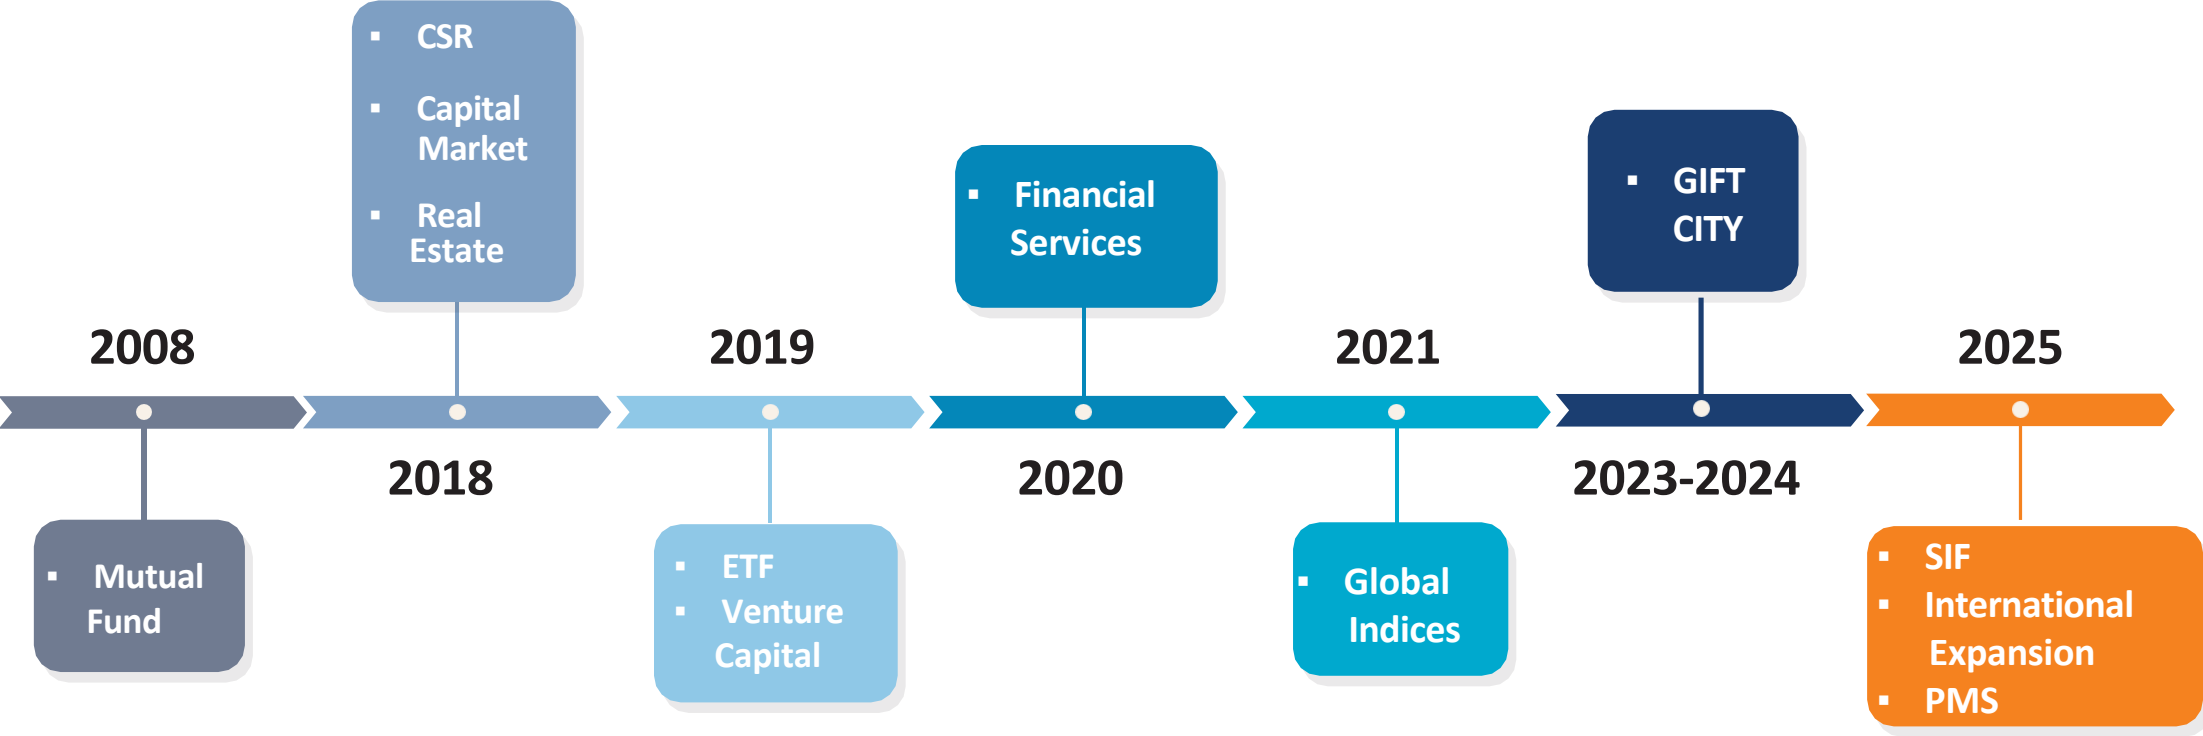 2008
Mutual
Fund
CSR
Capital
Market
Real
Estate
2018
2019
ETF
Venture
Capital
Financial
Services
2020
2021
Global
Indices
GIFT
CITY
2023-2024
2025
SIF
International
Expansion
PMS